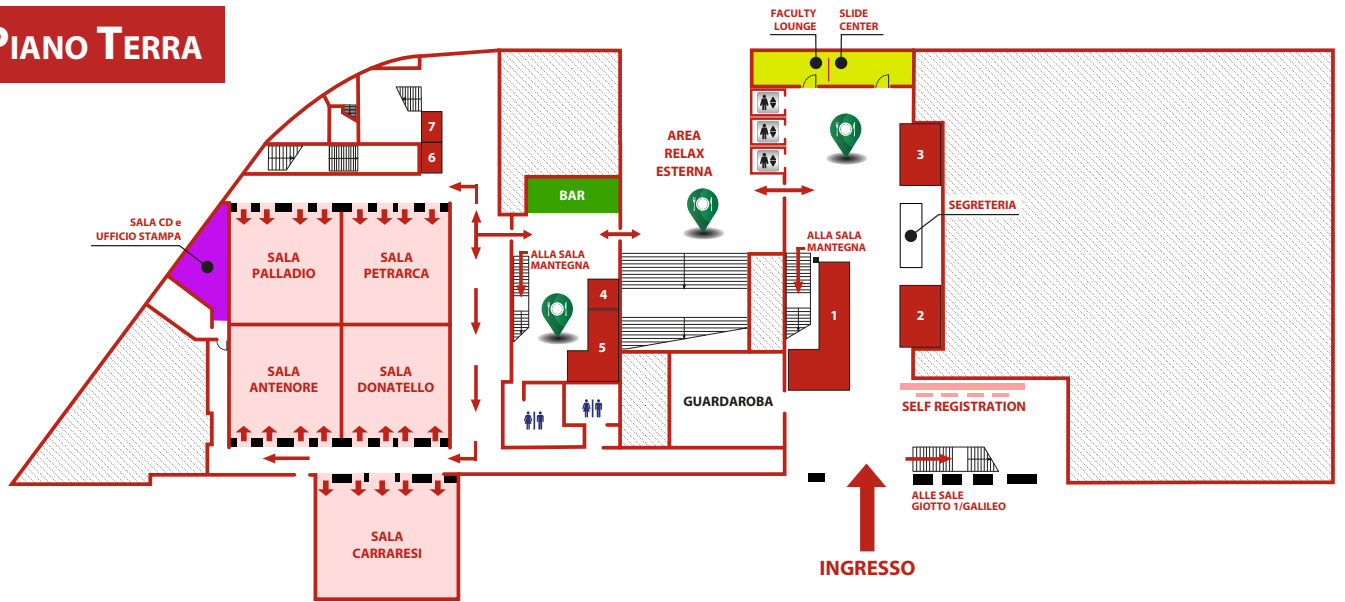 PIANO TERRA
FACULTY
LOUNGE
SLIDE
CENTER
7
6
AREA
RELAX
ESTERNA
3
BAR
SEGRETERIA
SALA CD e
UFFICIO STAMPA
SALA
PALLADIO
SALA
PETRARCA
ALLA SALA
MANTEGNA
ALLA SALA
MANTEGNA
4
1
2
5
SALA
ANTENORE
SALA
DONATELLO
GUARDAROBA
SELF REGISTRATION
ALLE SALE
GIOTTO 1/GALILEO
SALA
CARRARESI
INGRESSO